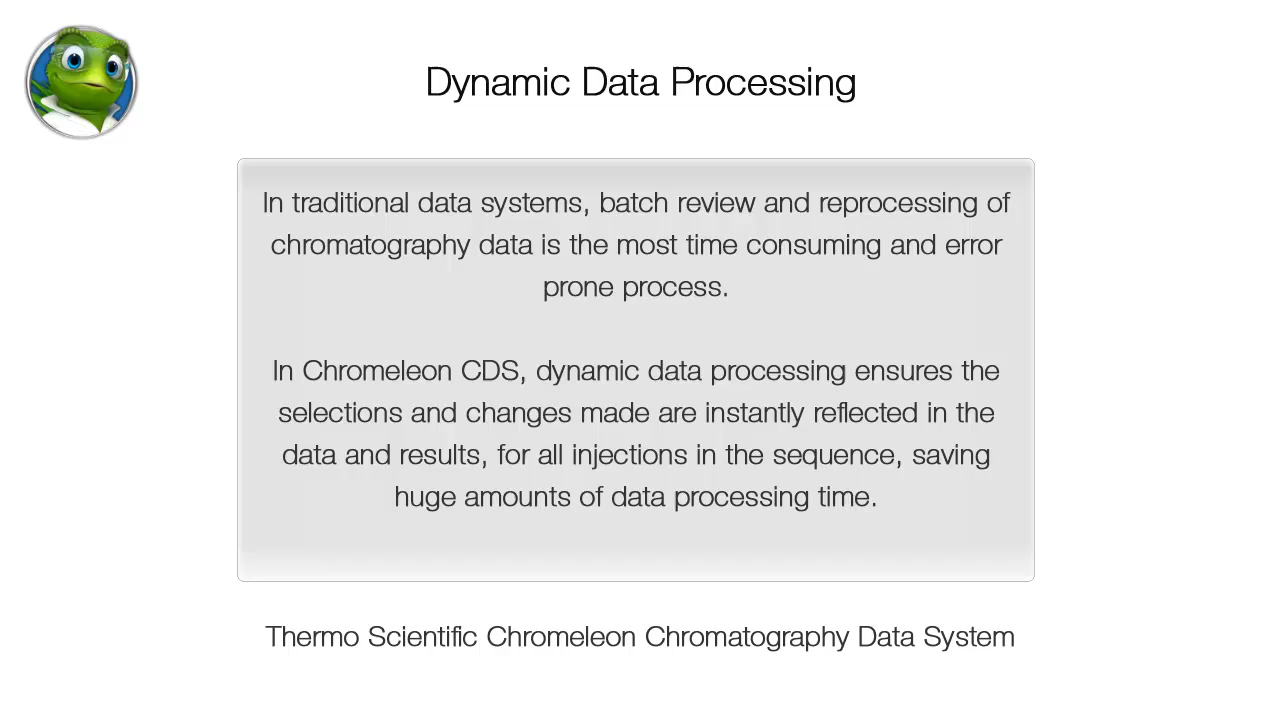 Dynamic Data Processing
In traditional data systems, batch review and reprocessing of
chromatography data is the most time consuming and error
prone process.
In Chromeleon CDS, dynamic data processing ensures the
selections and changes made are instantly reflected in the
data and results, for all injections in the sequence, saving
huge amounts of data processing time.
Thermo Scientific Chromeleon Chromatography Data System